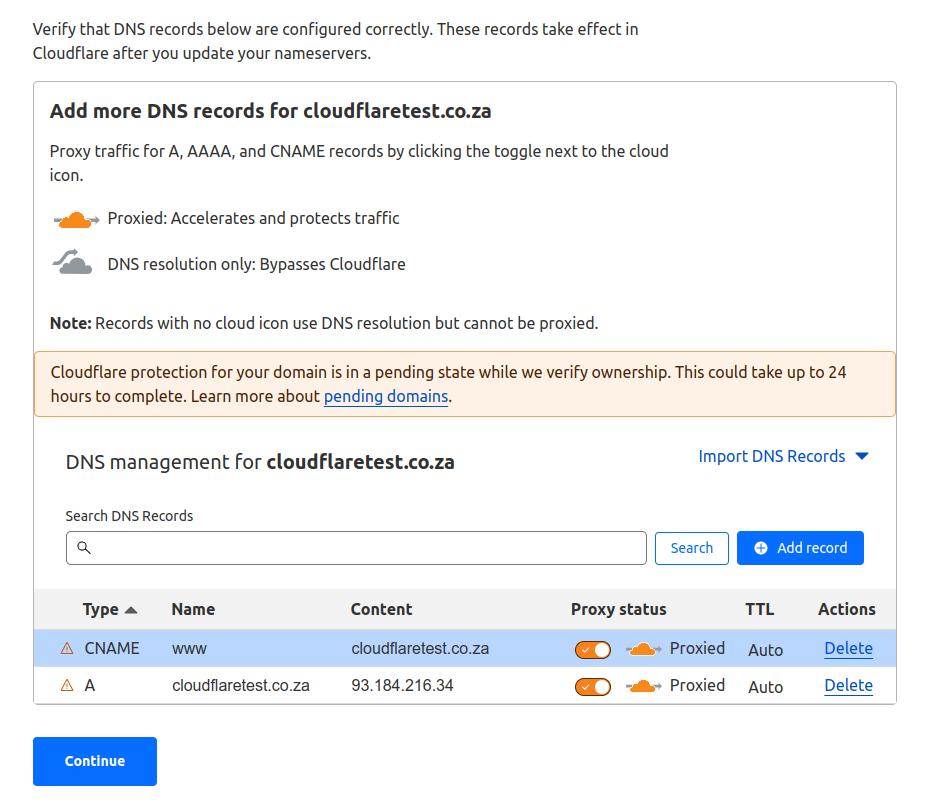 Verify that DNS records below are configured correctly. These records take effect in
Cloudflare after you update your nameservers.
Add more DNS records for cloudflaretest.co.za
Proxy traffic for A, AAAA, and CNAME records by clicking the toggle next to the cloud
icon.
Proxied: Accelerates and protects traffic
DNS resolution only: Bypasses Cloudflare
Note: Records with no cloud icon use DNS resolution but cannot be proxied.
Cloudflare protection for your domain is in a pending state while we verify ownership. This could take up to 24
hours to complete. Learn more about pending domains.
DNS management for cloudflaretest.co.za
Import DNS Records
Search DNS Records
Search
Add record
Type Name Content Proxy status TTL Actions
CNAME www cloudflaretest.co.za Proxied Auto Delete
A cloudflaretest.co.za 93.184.216.34 Proxied Auto Delete
Continue